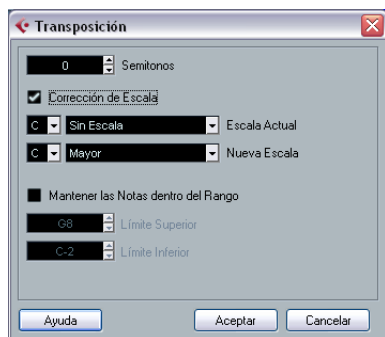 Transposición
0 Semitonos
Corrección de Escala
C Sin Escala Escala Actual
C Mayor Nueva Escala
Mantener las Notas dentro del Rango
G8 Límite Superior
C-2 Límite Inferior
Ayuda Aceptar Cancelar